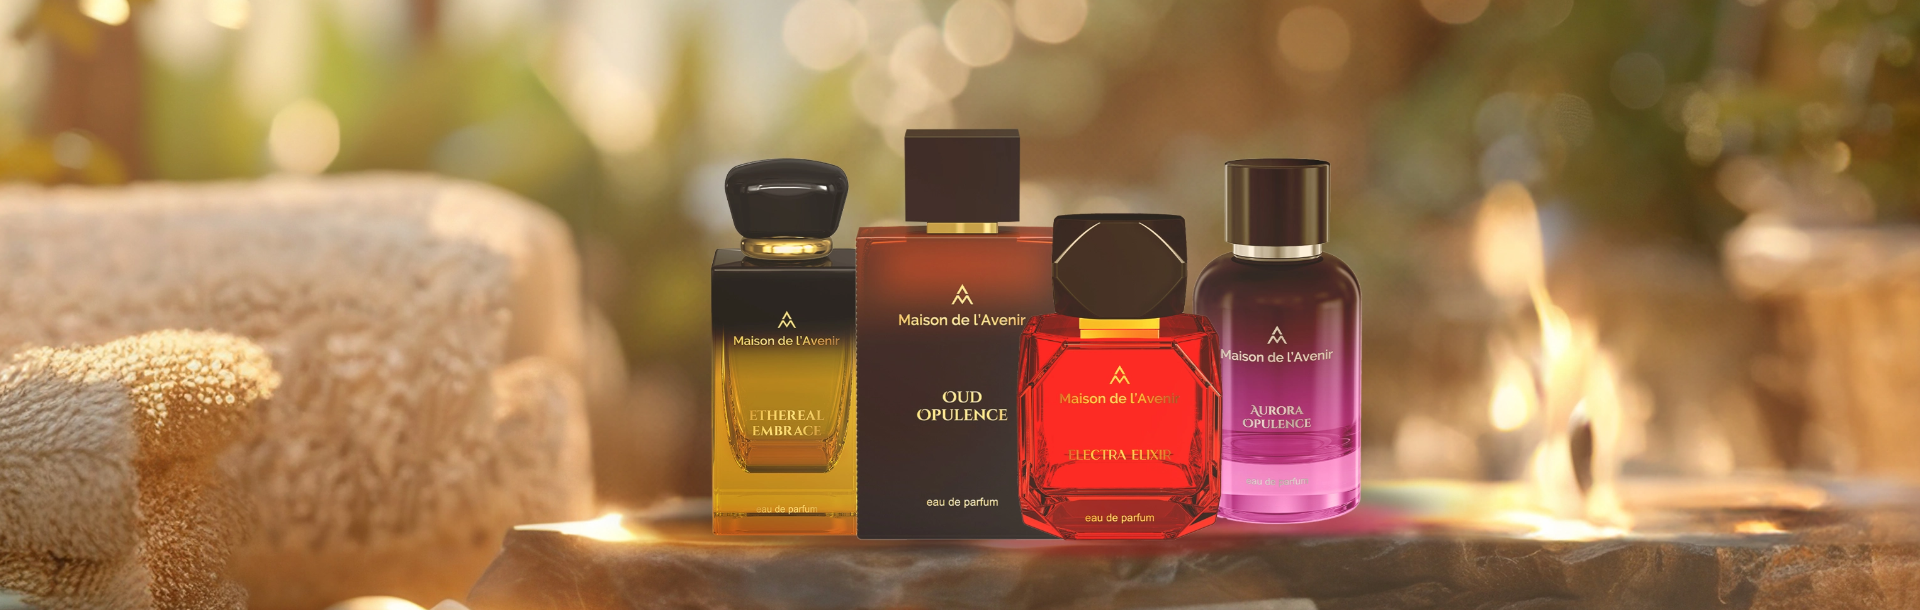 Maison de l'Avenir
ETHEREAL
EMBRACE
eau de parfum
Maison de l'Avenir
OUD
OPULENCE
eau de parfum
Maison de l'Avenir
ELECTRA ELIXIR
eau de parfum
Maison de l'Avenir
AURORA
OPULENCE
eau de parfum